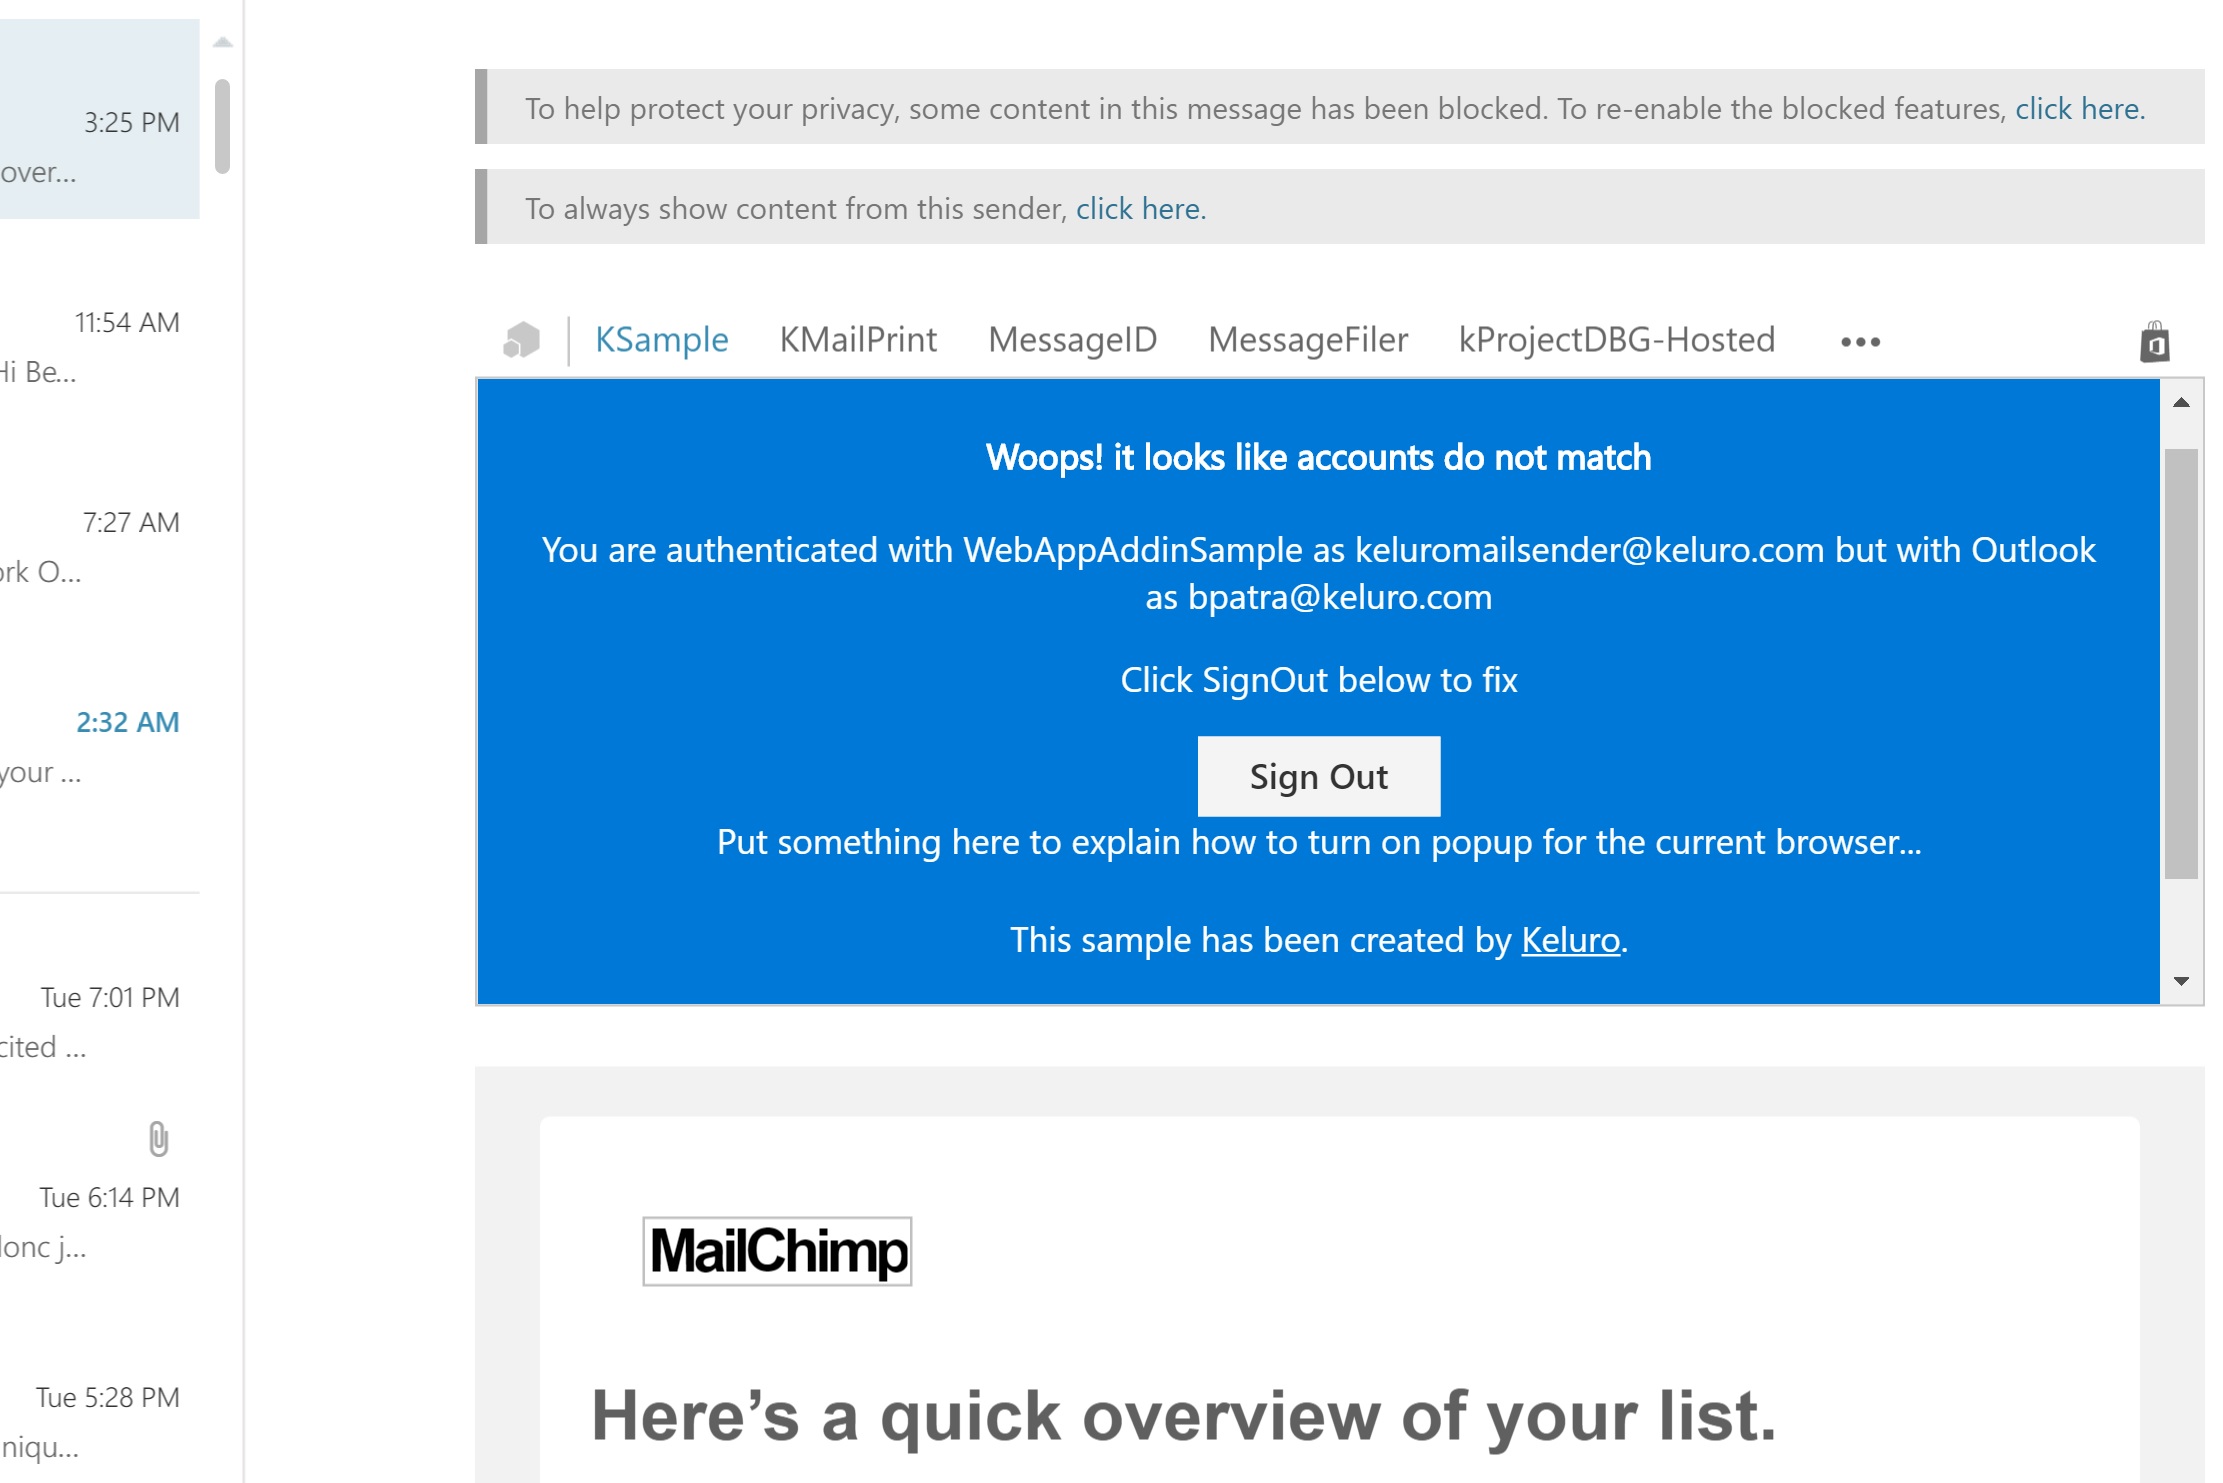 3:25 PM
over...
11:54 AM
Hi Be...
7:27 AM
ork O...
2:32 AM
your ...
Tue 7:01 PM
cited ...
Tue 6:14 PM
donc j...
Tue 5:28 PM
niqu...
To help protect your privacy, some content in this message has been blocked. To re-enable the blocked features, click here.
To always show content from this sender, click here.
KSample KMailPrint MessageID MessageFiler kProjectDBG-Hosted •••
Woops! it looks like accounts do not match
You are authenticated with WebAppAddinSample as keluromailsender@keluro.com but with Outlook
as bpatra@keluro.com
Click SignOut below to fix
Sign Out
Put something here to explain how to turn on popup for the current browser...
This sample has been created by Keluro.
MailChimp
Here’s a quick overview of your list.